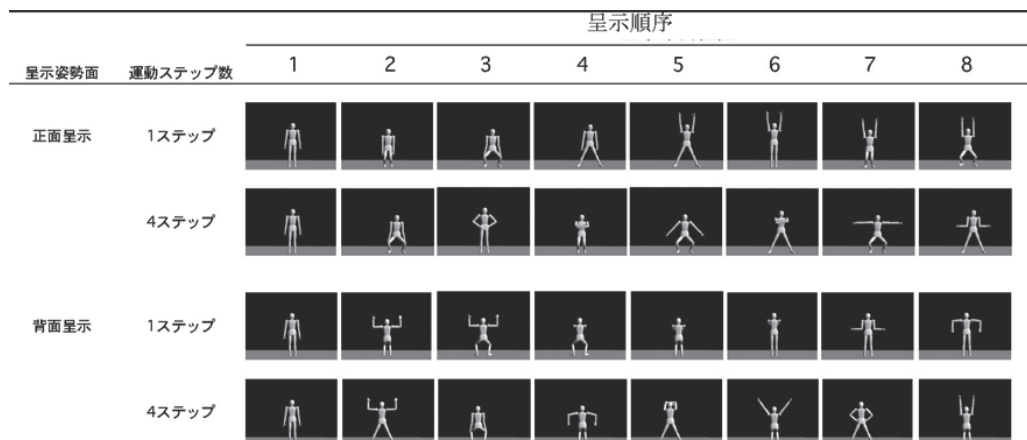 呈示順序
呈示姿勢面 運動ステップ数 1 2 3 4 5 6 7 8
正面呈示 1ステップ
4ステップ
背面呈示 1ステップ
4ステップ